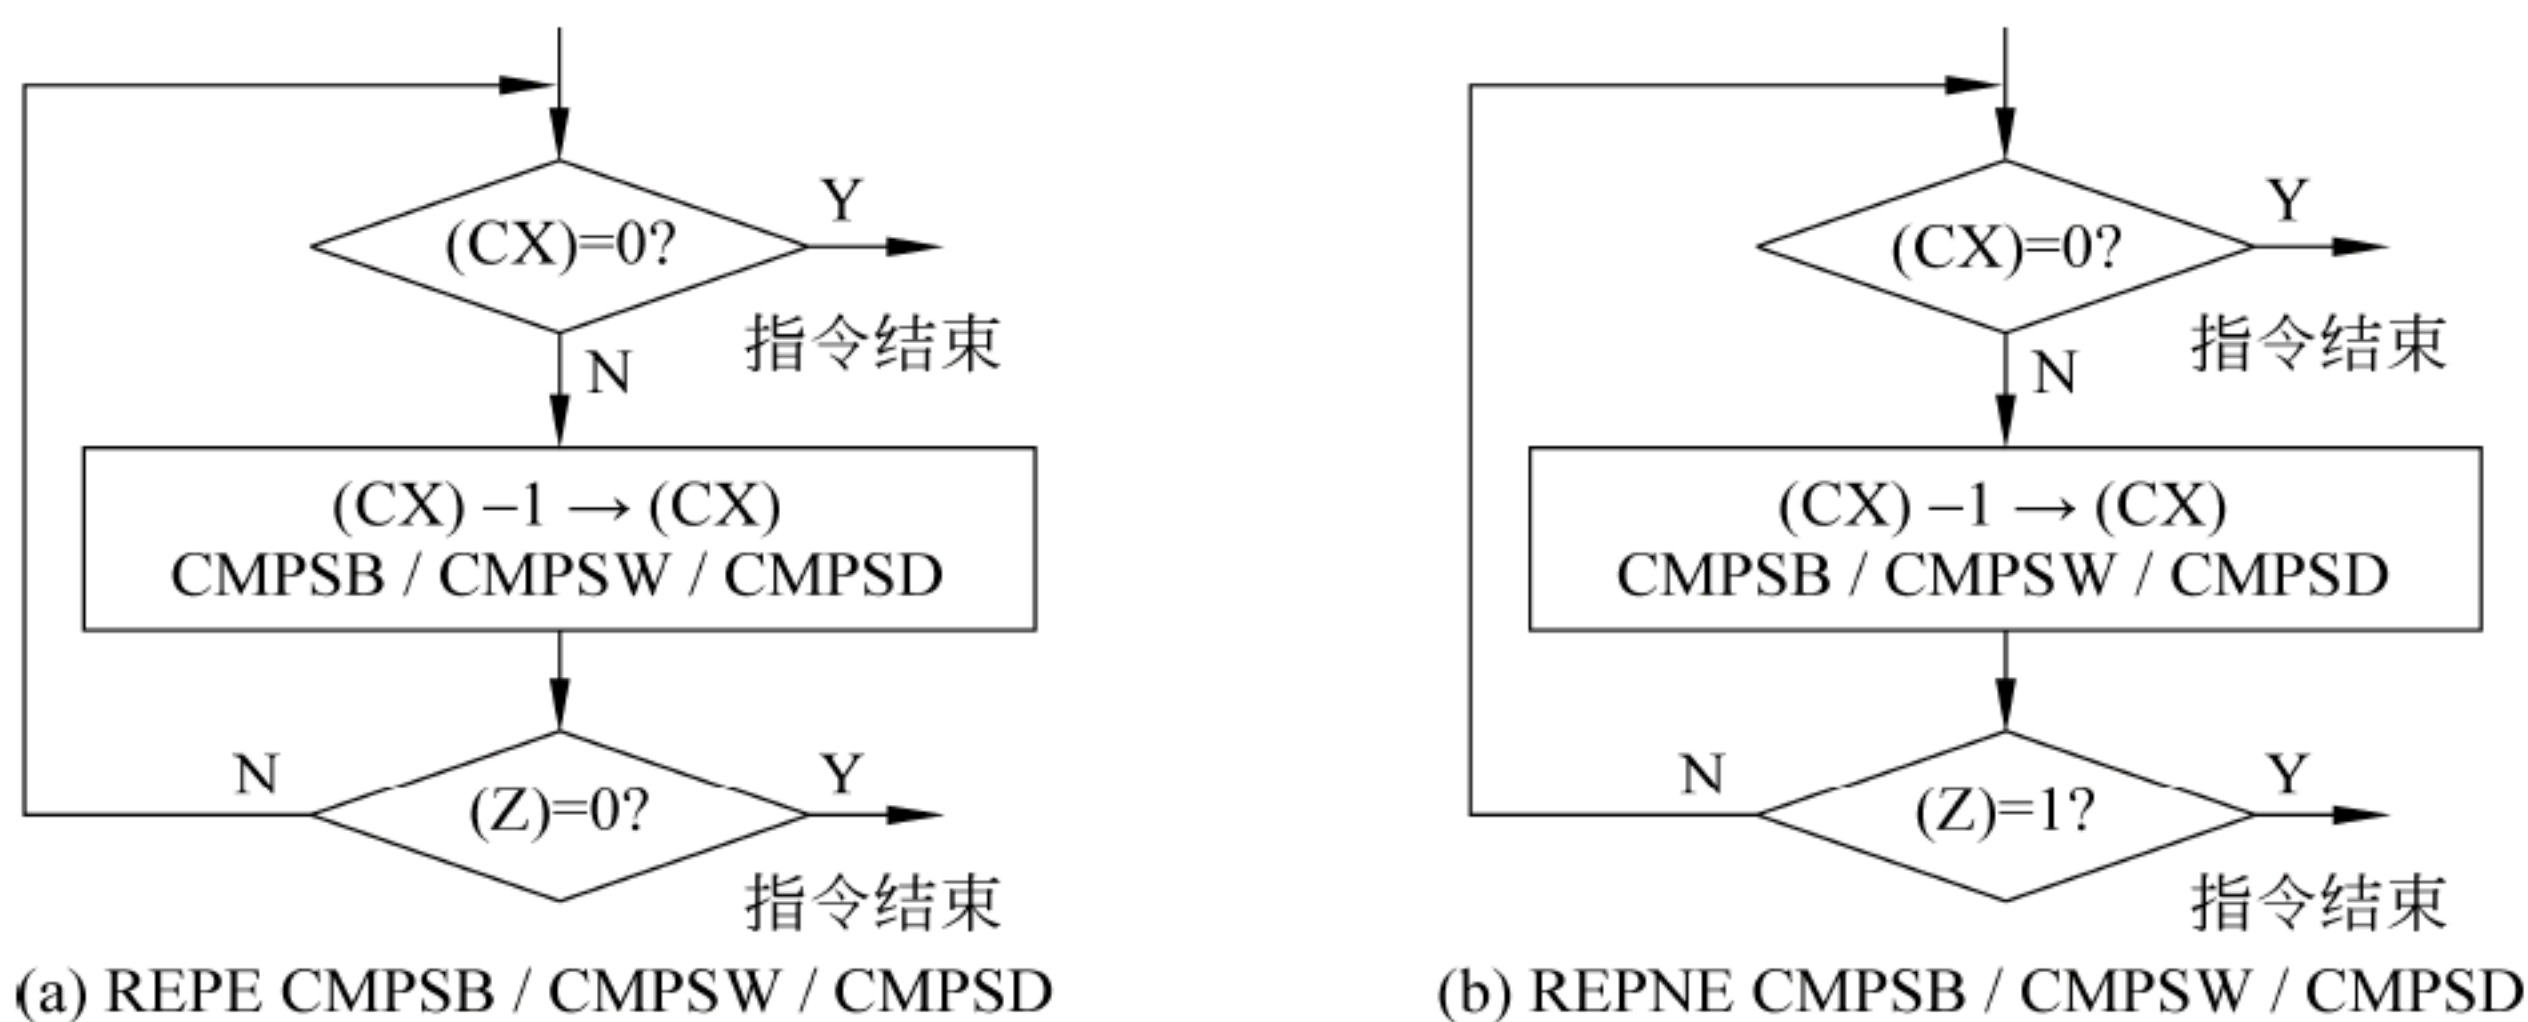 Y
(CX)=0?
指令结束
N
(CX) –1 → (CX)
CMPSB / CMPSW / CMPSD
N
Y
(Z)=0?
指令结束
(a) REPE CMPSB / CMPSW / CMPSD
Y
(CX)=0?
指令结束
N
(CX) –1 → (CX)
CMPSB / CMPSW / CMPSD
N
Y
(Z)=1?
指令结束
(b) REPNE CMPSB / CMPSW / CMPSD